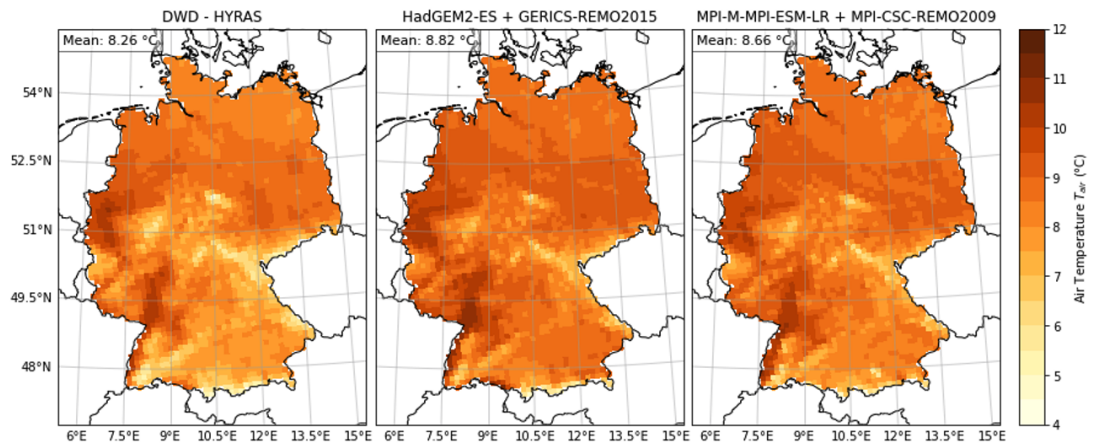 DWD - HYRAS
HadGEM2-ES + GERICS-REMO2015
MPI-M-MPI-ESM-LR + MPI-CSC-REMO2009
Mean: 8.26 °C
Mean: 8.82 °C
Mean: 8.66 °C
54°N
52.5°N
51°N
49.5°N
48°N
6°E 7.5°E 9°E 10.5°E 12°E 13.5°E 15°E
6°E 7.5°E 9°E 10.5°E 12°E 13.5°E 15°E
6°E 7.5°E 9°E 10.5°E 12°E 13.5°E 15°E
12
11
10
9
8
7
6
5
4
Air Temperature T_air (°C)